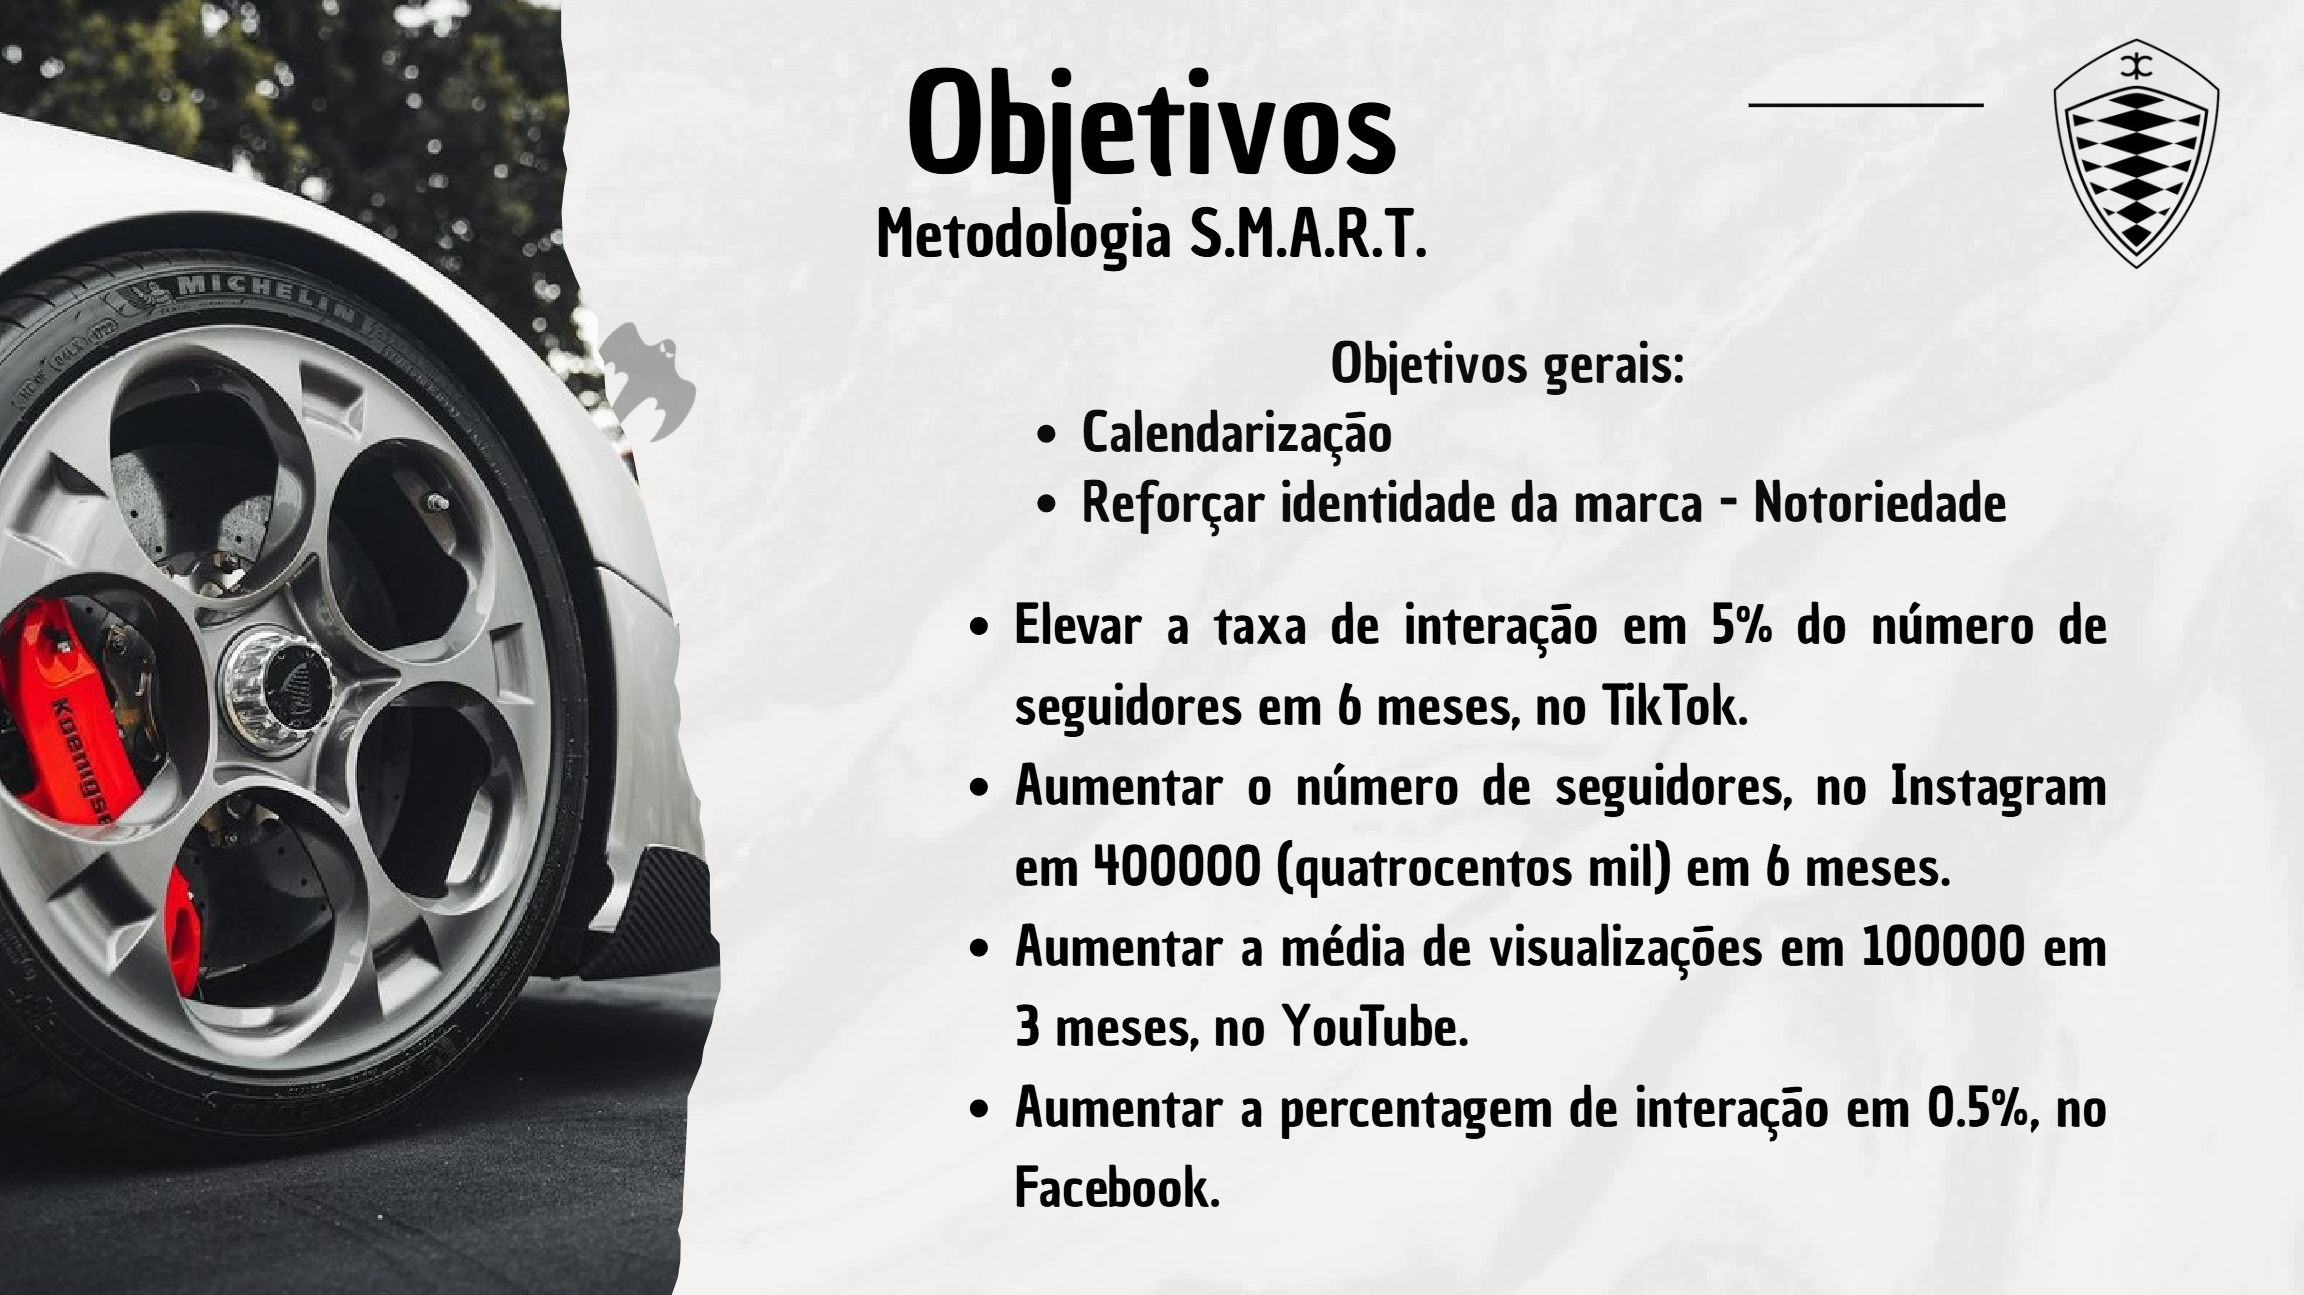 Objetivos
Metodologia S.M.A.R.T.
MICHELIN
Objetivos gerais:
• Calendarização
• Reforçar identidade da marca - Notoriedade
• Elevar a taxa de interação em 5% do número de
seguidores em 6 meses, no TikTok.
• Aumentar o número de seguidores, no Instagram
em 400000 (quatrocentos mil) em 6 meses.
• Aumentar a média de visualizações em 100000 em
3 meses, no YouTube.
• Aumentar a percentagem de interação em 0.5%, no
Facebook.
Koenigse